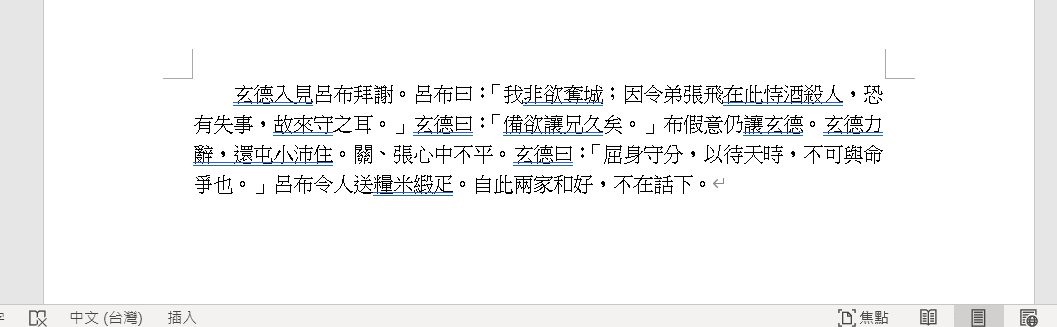 玄德入見呂布拜謝。呂布曰：「我非欲奪城；因令弟張飛在此恃酒殺人，恐
有失事，故來守之耳。」玄德曰：「備欲讓兄久矣。」布假意仍讓玄德。玄德力
辭，還屯小沛住。關、張心中不平。玄德曰：「屈身守分，以待天時，不可與命
爭也。」呂布令人送糧米緞疋。自此兩家和好，不在話下。
中文 (台灣) 插入 焦點